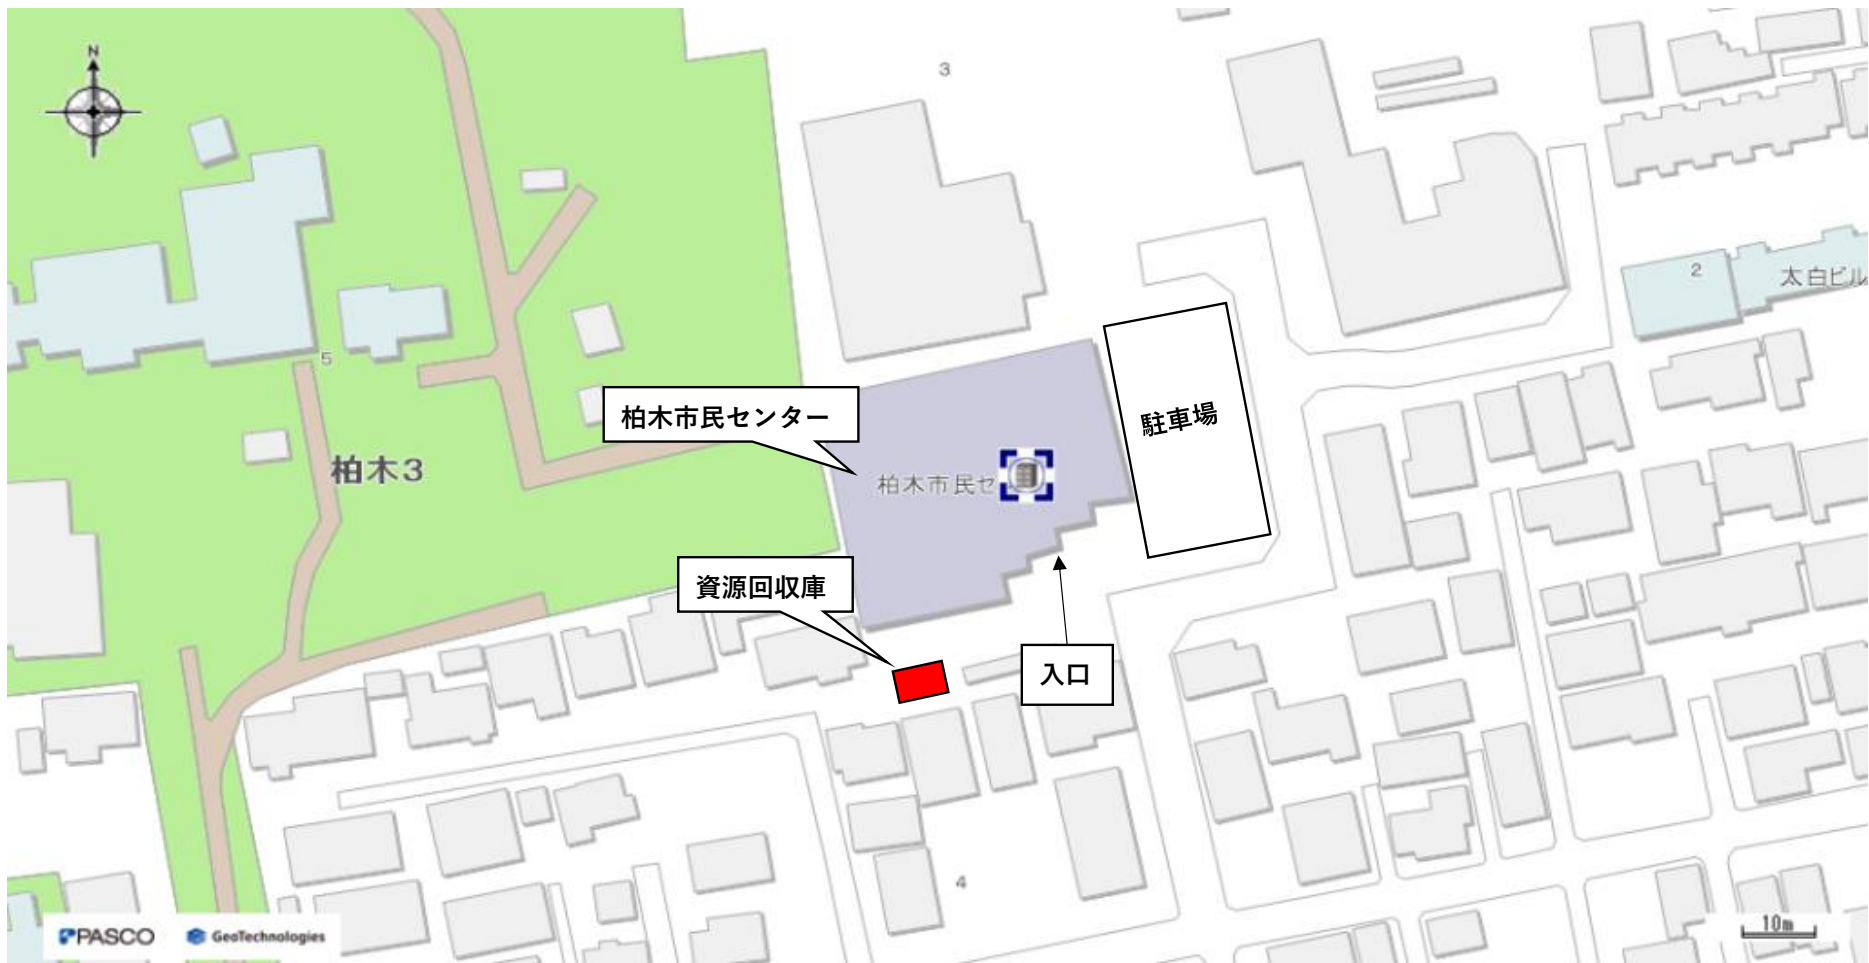 N
3
2
太白ビル
駐車場
5
柏木市民センター
柏木3
柏木市民セ
資源回収庫
入口
4
PASCO
GeoTechnologies
10m